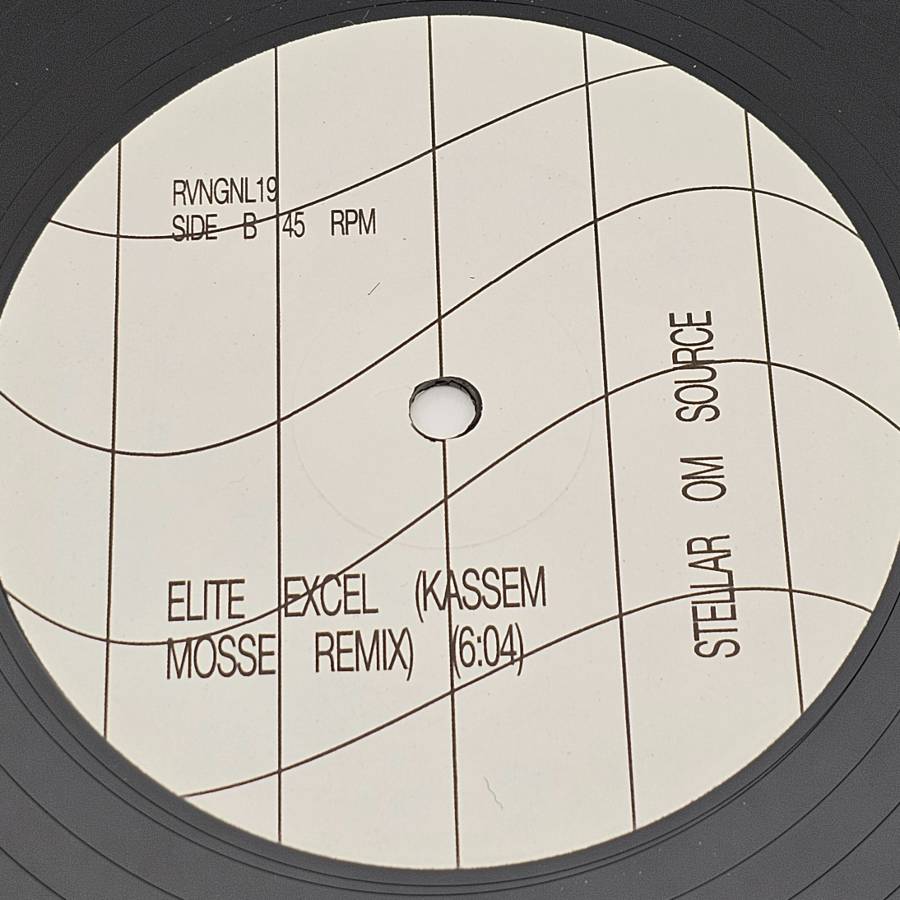 RVNGNL19
SIDE B 45 RPM
STELLAR OM SOURCE
ELITE EXCEL (KASSEM
MOSSE REMIX) (6:04)